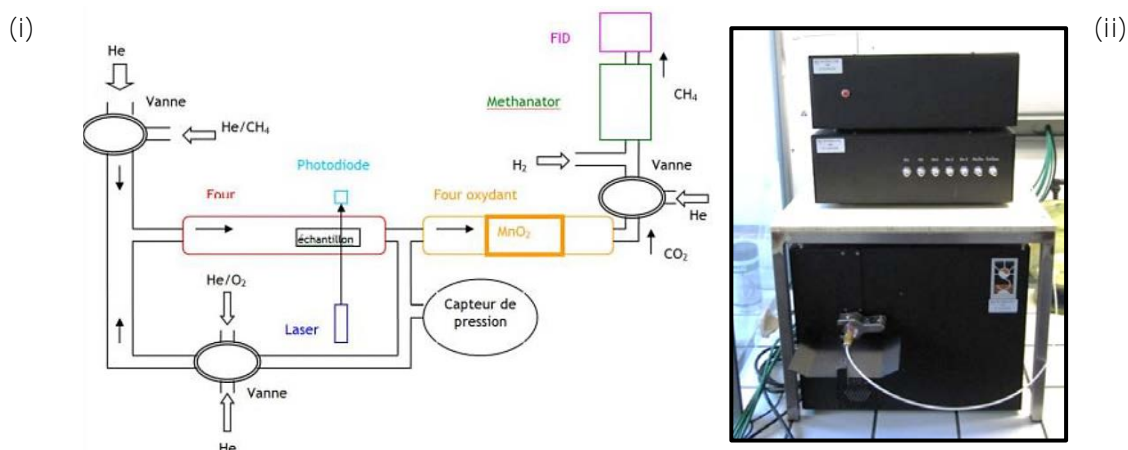 (i)
(ii)
FID
He
Vanne
Methanator
CH4
He/CH4
H2
Vanne
Photodiode
Four
Four oxydant
He
échantillon
MnO2
CO2
He/O2
Capteur de
pression
Laser
Vanne
He